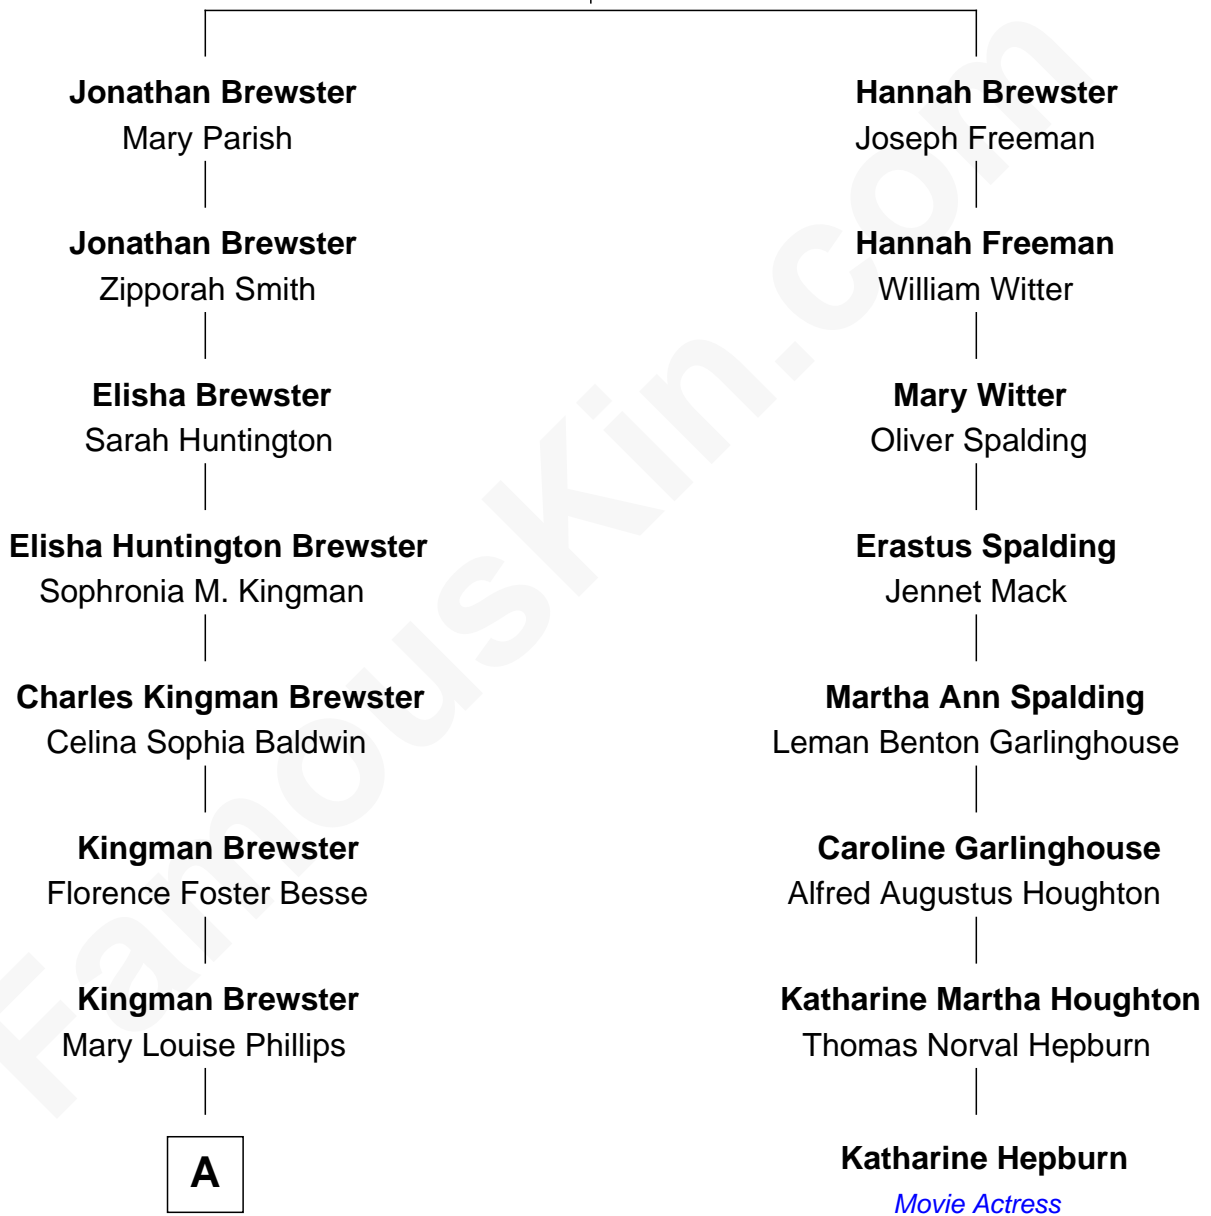 Jonathan Brewster
Mary Parish
Hannah Brewster
Joseph Freeman
Jonathan Brewster
Zipporah Smith
Hannah Freeman
William Witter
Elisha Brewster
Sarah Huntington
Mary Witter
Oliver Spalding
Elisha Huntington Brewster
Sophronia M. Kingman
Erastus Spalding
Jennet Mack
Charles Kingman Brewster
Celina Sophia Baldwin
Martha Ann Spalding
Leman Benton Garlinghouse
Kingman Brewster
Florence Foster Besse
Caroline Garlinghouse
Alfred Augustus Houghton
Kingman Brewster
Mary Louise Phillips
Katharine Martha Houghton
Thomas Norval Hepburn
A
Katharine Hepburn
Movie Actress
FamousKin.com